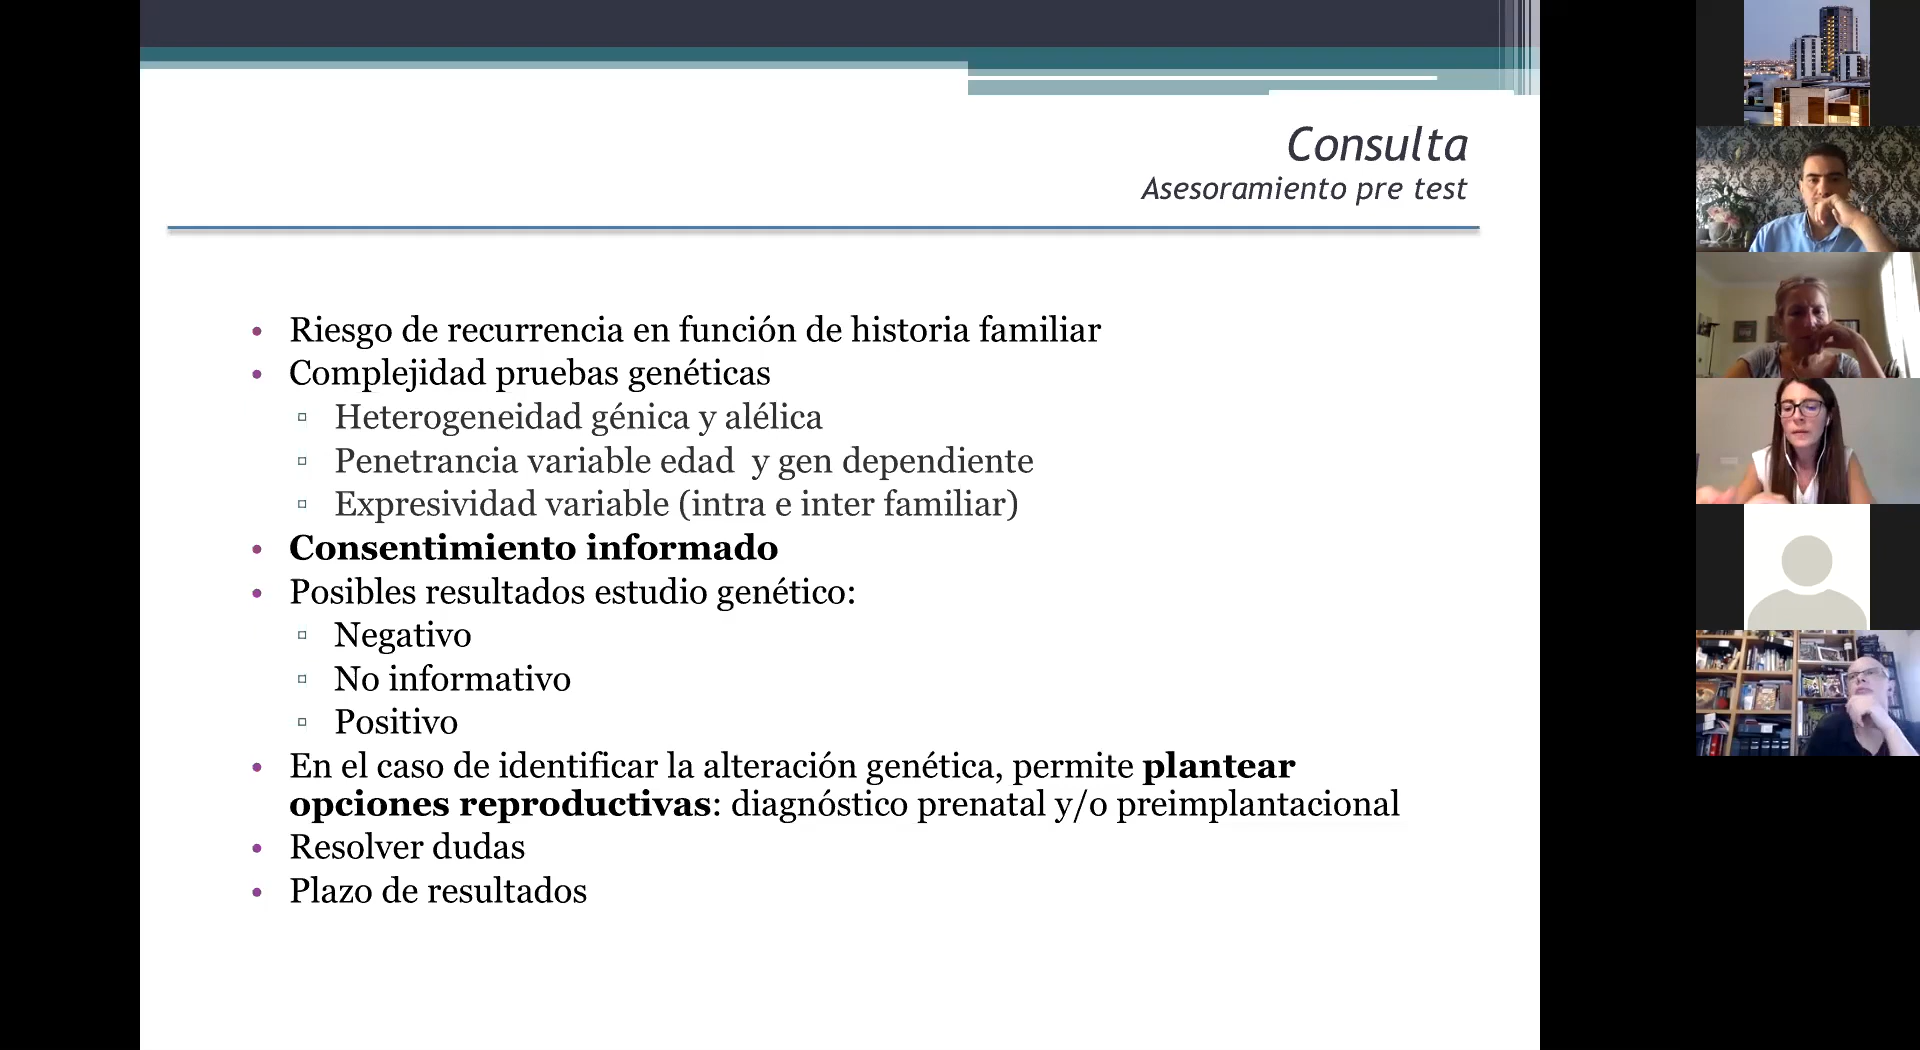 Consulta
Asesoramiento pre test
• Riesgo de recurrencia en función de historia familiar
• Complejidad pruebas genéticas
▫ Heterogeneidad génica y alélica
▫ Penetrancia variable edad  y gen dependiente
▫ Expresividad variable (intra e inter familiar)
• Consentimiento informado
• Posibles resultados estudio genético:
▫ Negativo
▫ No informativo
▫ Positivo
• En el caso de identificar la alteración genética, permite plantear
opciones reproductivas: diagnóstico prenatal y/o preimplantacional
• Resolver dudas
• Plazo de resultados